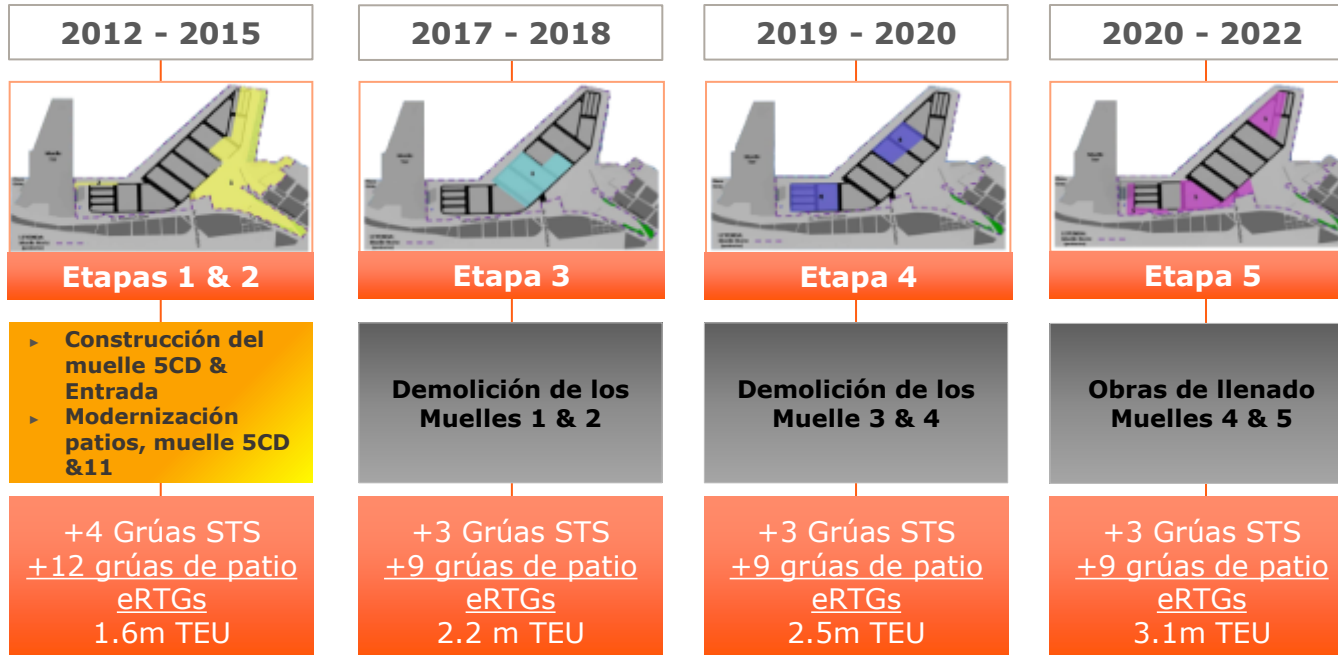 2012 - 2015
2017 - 2018
2019 - 2020
2020 - 2022
Etapas 1 & 2
Etapa 3
Etapa 4
Etapa 5
▸ Construcción del
muelle 5CD &
Entrada
▸ Modernización
patios, muelle 5CD
&11
Demolición de los
Muelles 1 & 2
Demolición de los
Muelle 3 & 4
Obras de llenado
Muelles 4 & 5
+4 Grúas STS
+12 grúas de patio
eRTGs
1.6m TEU
+3 Grúas STS
+9 grúas de patio
eRTGs
2.2 m TEU
+3 Grúas STS
+9 grúas de patio
eRTGs
2.5m TEU
+3 Grúas STS
+9 grúas de patio
eRTGs
3.1m TEU